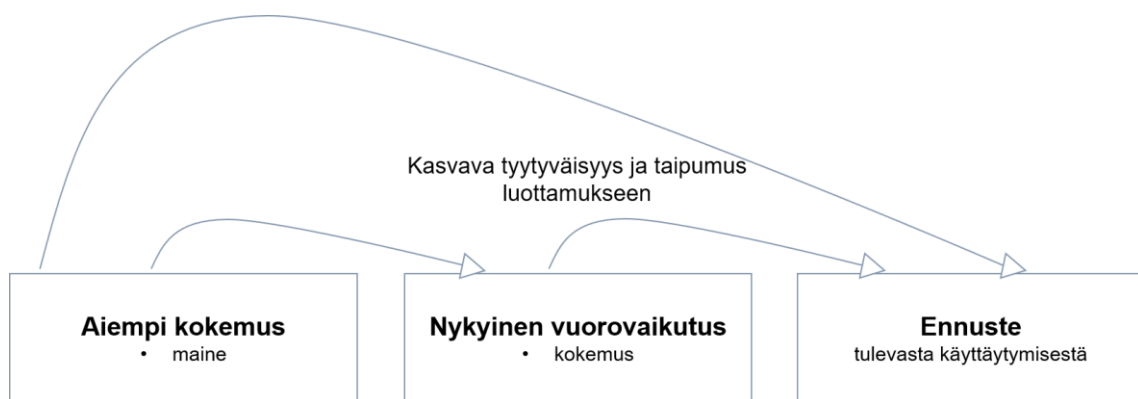 Kasvava tyytyväisyys ja taipumus
luottamukseen
Aiempi kokemus
• maine
Nykyinen vuorovaikutus
• kokemus
Ennuste
tulevasta käyttäytymisestä